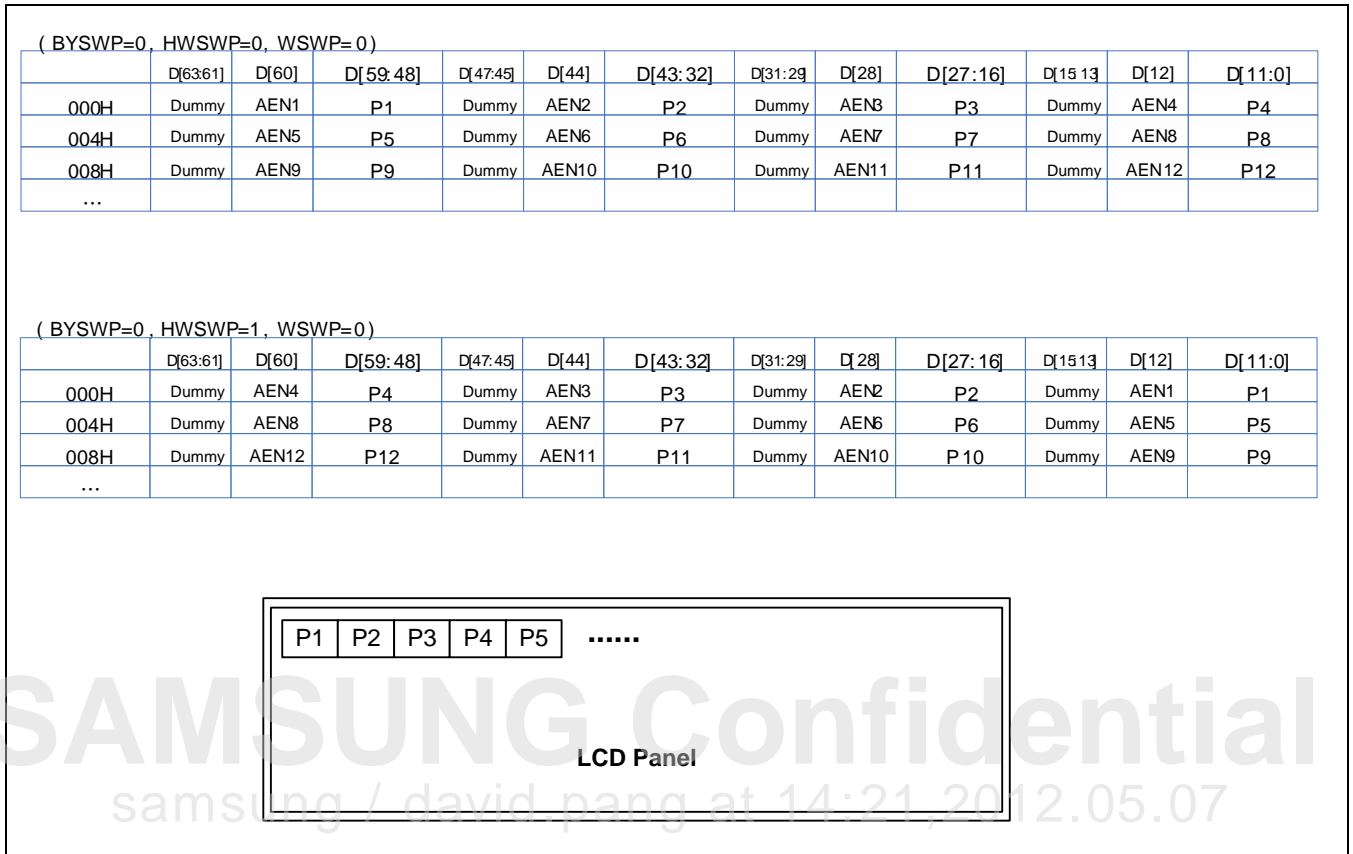 ( BYSWP=0 , HWSWP=0, WSWP= 0)
D[63:61] D[60] D[59:48] D[47:45] D[44] D[43:32] D[31:29] D[28] D[27:16] D[15:13] D[12] D[11:0]
000H Dummy AEN1 P1 Dummy AEN2 P2 Dummy AEN3 P3 Dummy AEN4 P4
004H Dummy AEN5 P5 Dummy AEN6 P6 Dummy AEN7 P7 Dummy AEN8 P8
008H Dummy AEN9 P9 Dummy AEN10 P10 Dummy AEN11 P11 Dummy AEN12 P12
...
( BYSWP=0 , HWSWP=1, WSWP=0)
D[63:61] D[60] D[59:48] D[47:45] D[44] D[43:32] D[31:29] D[28] D[27:16] D[15:13] D[12] D[11:0]
000H Dummy AEN4 P4 Dummy AEN3 P3 Dummy AEN2 P2 Dummy AEN1 P1
004H Dummy AEN8 P8 Dummy AEN7 P7 Dummy AEN6 P6 Dummy AEN5 P5
008H Dummy AEN12 P12 Dummy AEN11 P11 Dummy AEN10 P10 Dummy AEN9 P9
...
P1 P2 P3 P4 P5 ......
SAMSUNG Confidential
LCD Panel
samsung / david.pang at 14:21,2012.05.07